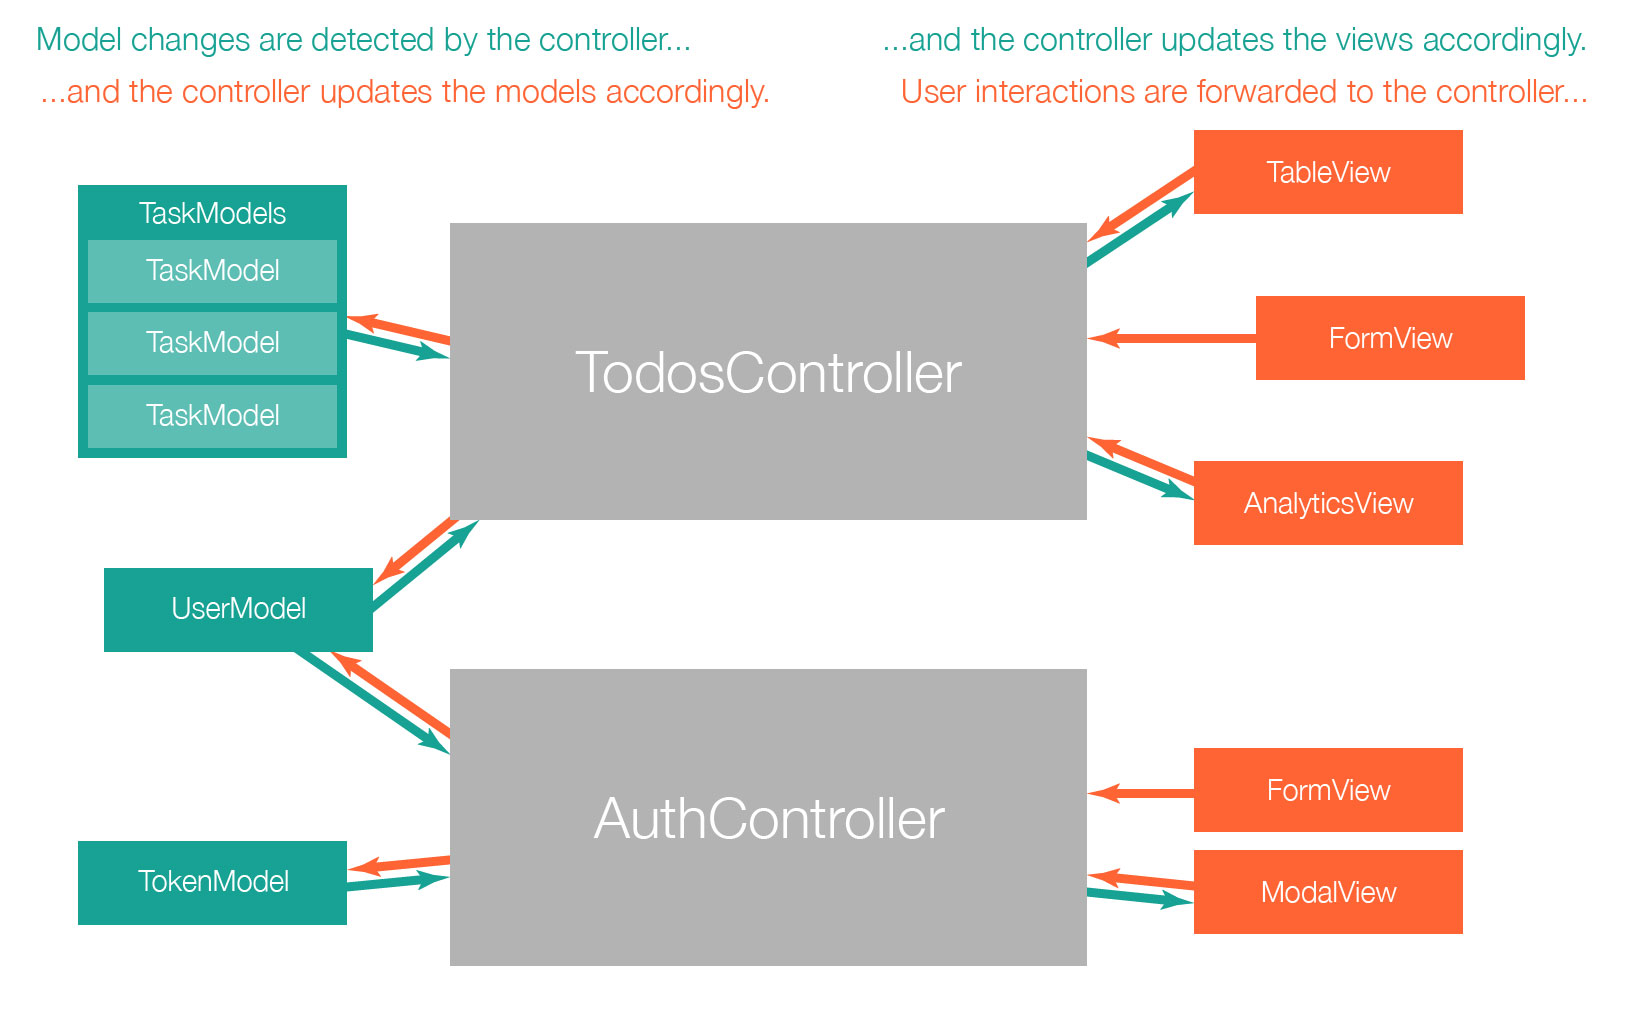 Model changes are detected by the controller...
...and the controller updates the views accordingly.
...and the controller updates the models accordingly.
User interactions are forwarded to the controller...
TaskModels
TaskModel
TaskModel
TaskModel
UserModel
TokenModel
TodosController
AuthController
TableView
FormView
AnalyticsView
FormView
ModalView